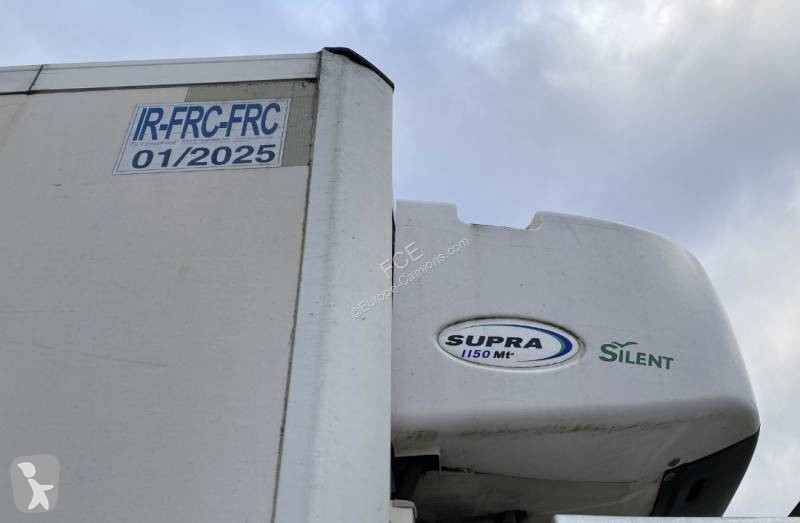 IR-FRC-FRC
01/2025
FCE
©Europe-Camions.com
SUPRA
1150 Mt
SILENT